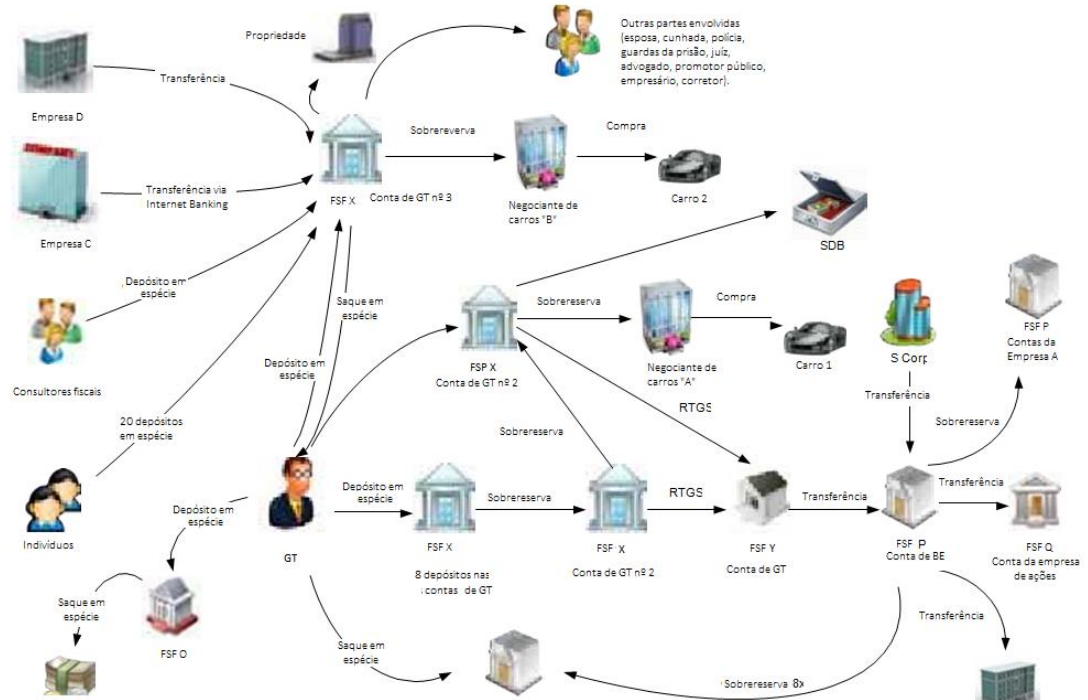 Propriedade
Outras partes envolvidas
(esposa, cunhada, polícia,
guardas da prisão, juíz,
advogado, promotor público,
empresário, corretor).
Transferência
Empresa D
Sobrereverva
Compra
Transferência via
Internet Banking
FSF X
Conta de GT nº 3
Negociante de
carros "B"
Carro 2
Empresa C
SDB
Depósito em
espécie
Saque em
espécie
Sobrereserva
Compra
FSF P
Contas da
Empresa A
Consultores fiscais
Depósito em
espécie
FSP X
Conta de GT nº 2
Negociante de
carros "A"
Carro 1
S Corp
Transferência
RTGS
20 depósitos
em espécie
Sobrereserva
Sobrereserva
Depósito em
espécie
Depósito em
espécie
Sobrereserva
RTGS
Transferência
Transferência
Indivíduos
GT
FSF X
8 depósitos nas
contas de GT
FSF X
Conta de GT nº 2
FSF Y
Conta de GT
FSF P
Conta de BE
FSF Q
Conta da empresa
de ações
Saque em
espécie
FSF O
Saque em
espécie
Transferência
Sobrereserva 8x